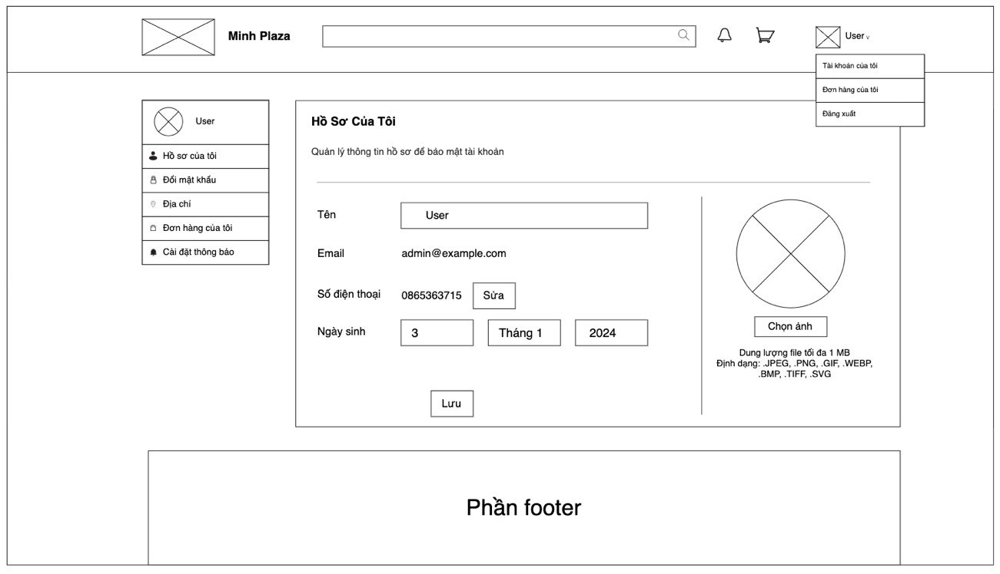 Minh Plaza
User v
Tài khoản của tôi
Đơn hàng của tôi
Đăng xuất
User
Hồ sơ của tôi
Đổi mật khẩu
Địa chỉ
Đơn hàng của tôi
Cài đặt thông báo
Hồ Sơ Của Tôi
Quản lý thông tin hồ sơ để bảo mật tài khoản
Tên
User
Email
admin@example.com
Số điện thoại
0865363715
Sửa
Ngày sinh
3
Tháng 1
2024
Lưu
Chọn ảnh
Dung lượng file tối đa 1 MB
Định dạng: .JPEG, .PNG, .GIF, .WEBP,
.BMP, .TIFF, .SVG
Phần footer